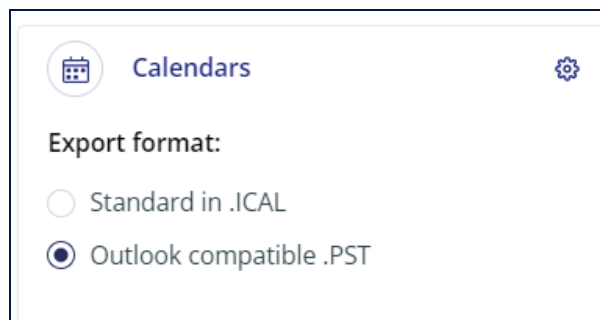 Calendars
Export format:
Standard in .ICAL
Outlook compatible .PST